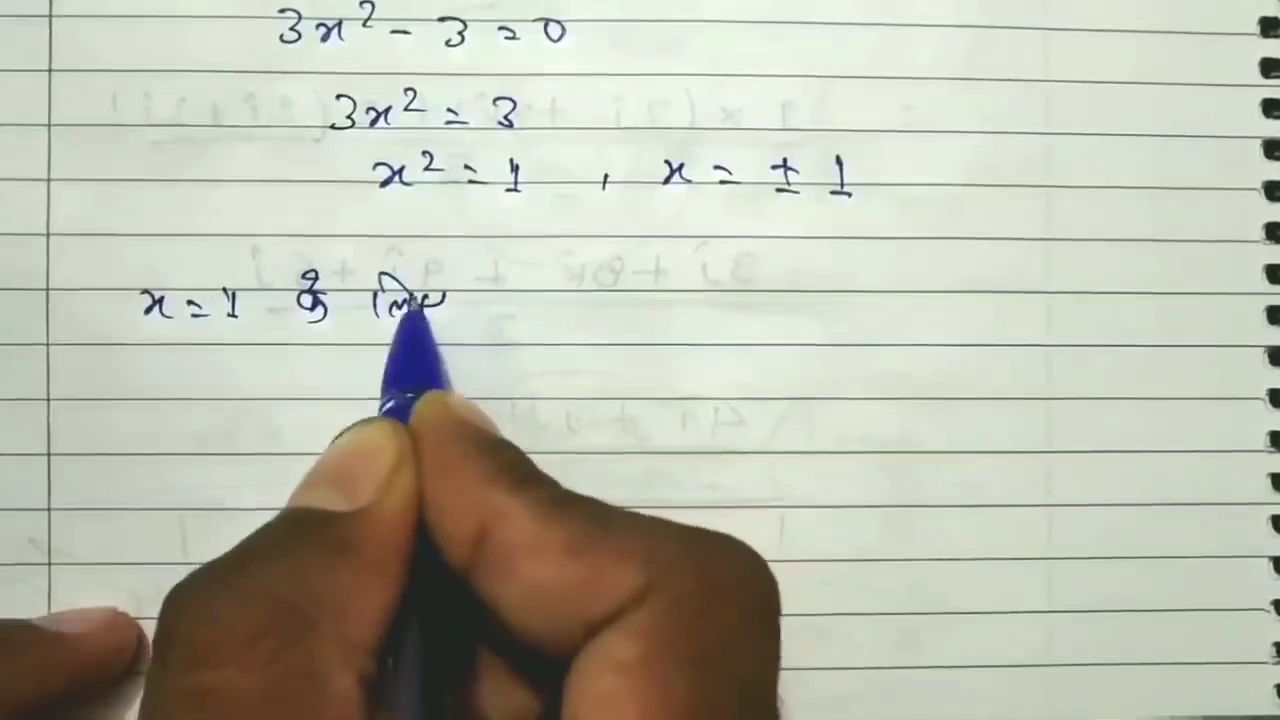 3x² - 3 = 0
3x² = 3
x² = 1 , x = ± 1
x = 1 के लिए